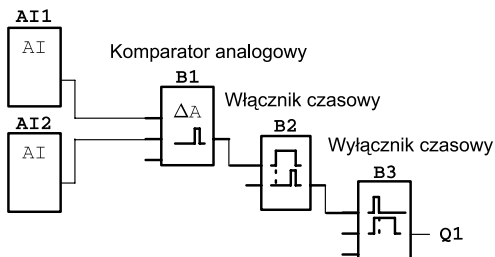 AI1
AI
Komparator analogowy
B1
ΔA
Włącznik czasowy
AI2
AI
B2
Wyłącznik czasowy
B3
Q1